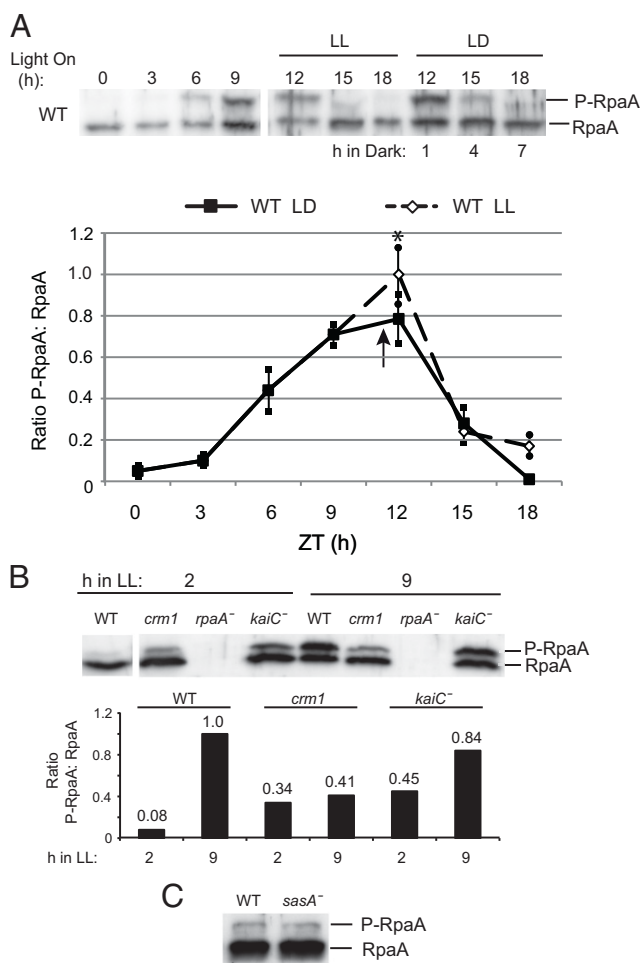 A
LL LD
Light On
(h): 0 3 6 9 12 15 18 12 15 18
WT P-RpaA
RpaA
h in Dark: 1 4 7
WT LD WT LL
1.2
1.0
0.8
0.6
0.4
0.2
0
Ratio P-RpaA: RpaA
*
0 3 6 9 12 15 18
ZT (h)
B
h in LL: 2 9
WT crm1 rpaA⁻ kaiC⁻ WT crm1 rpaA⁻ kaiC⁻
P-RpaA
RpaA
WT crm1 kaiC⁻
Ratio
P-RpaA: RpaA
1.2
0.8
0.4
0
0.08 1.0 0.34 0.41 0.45 0.84
h in LL: 2 9 2 9 2 9
C
WT sasA⁻
P-RpaA
RpaA